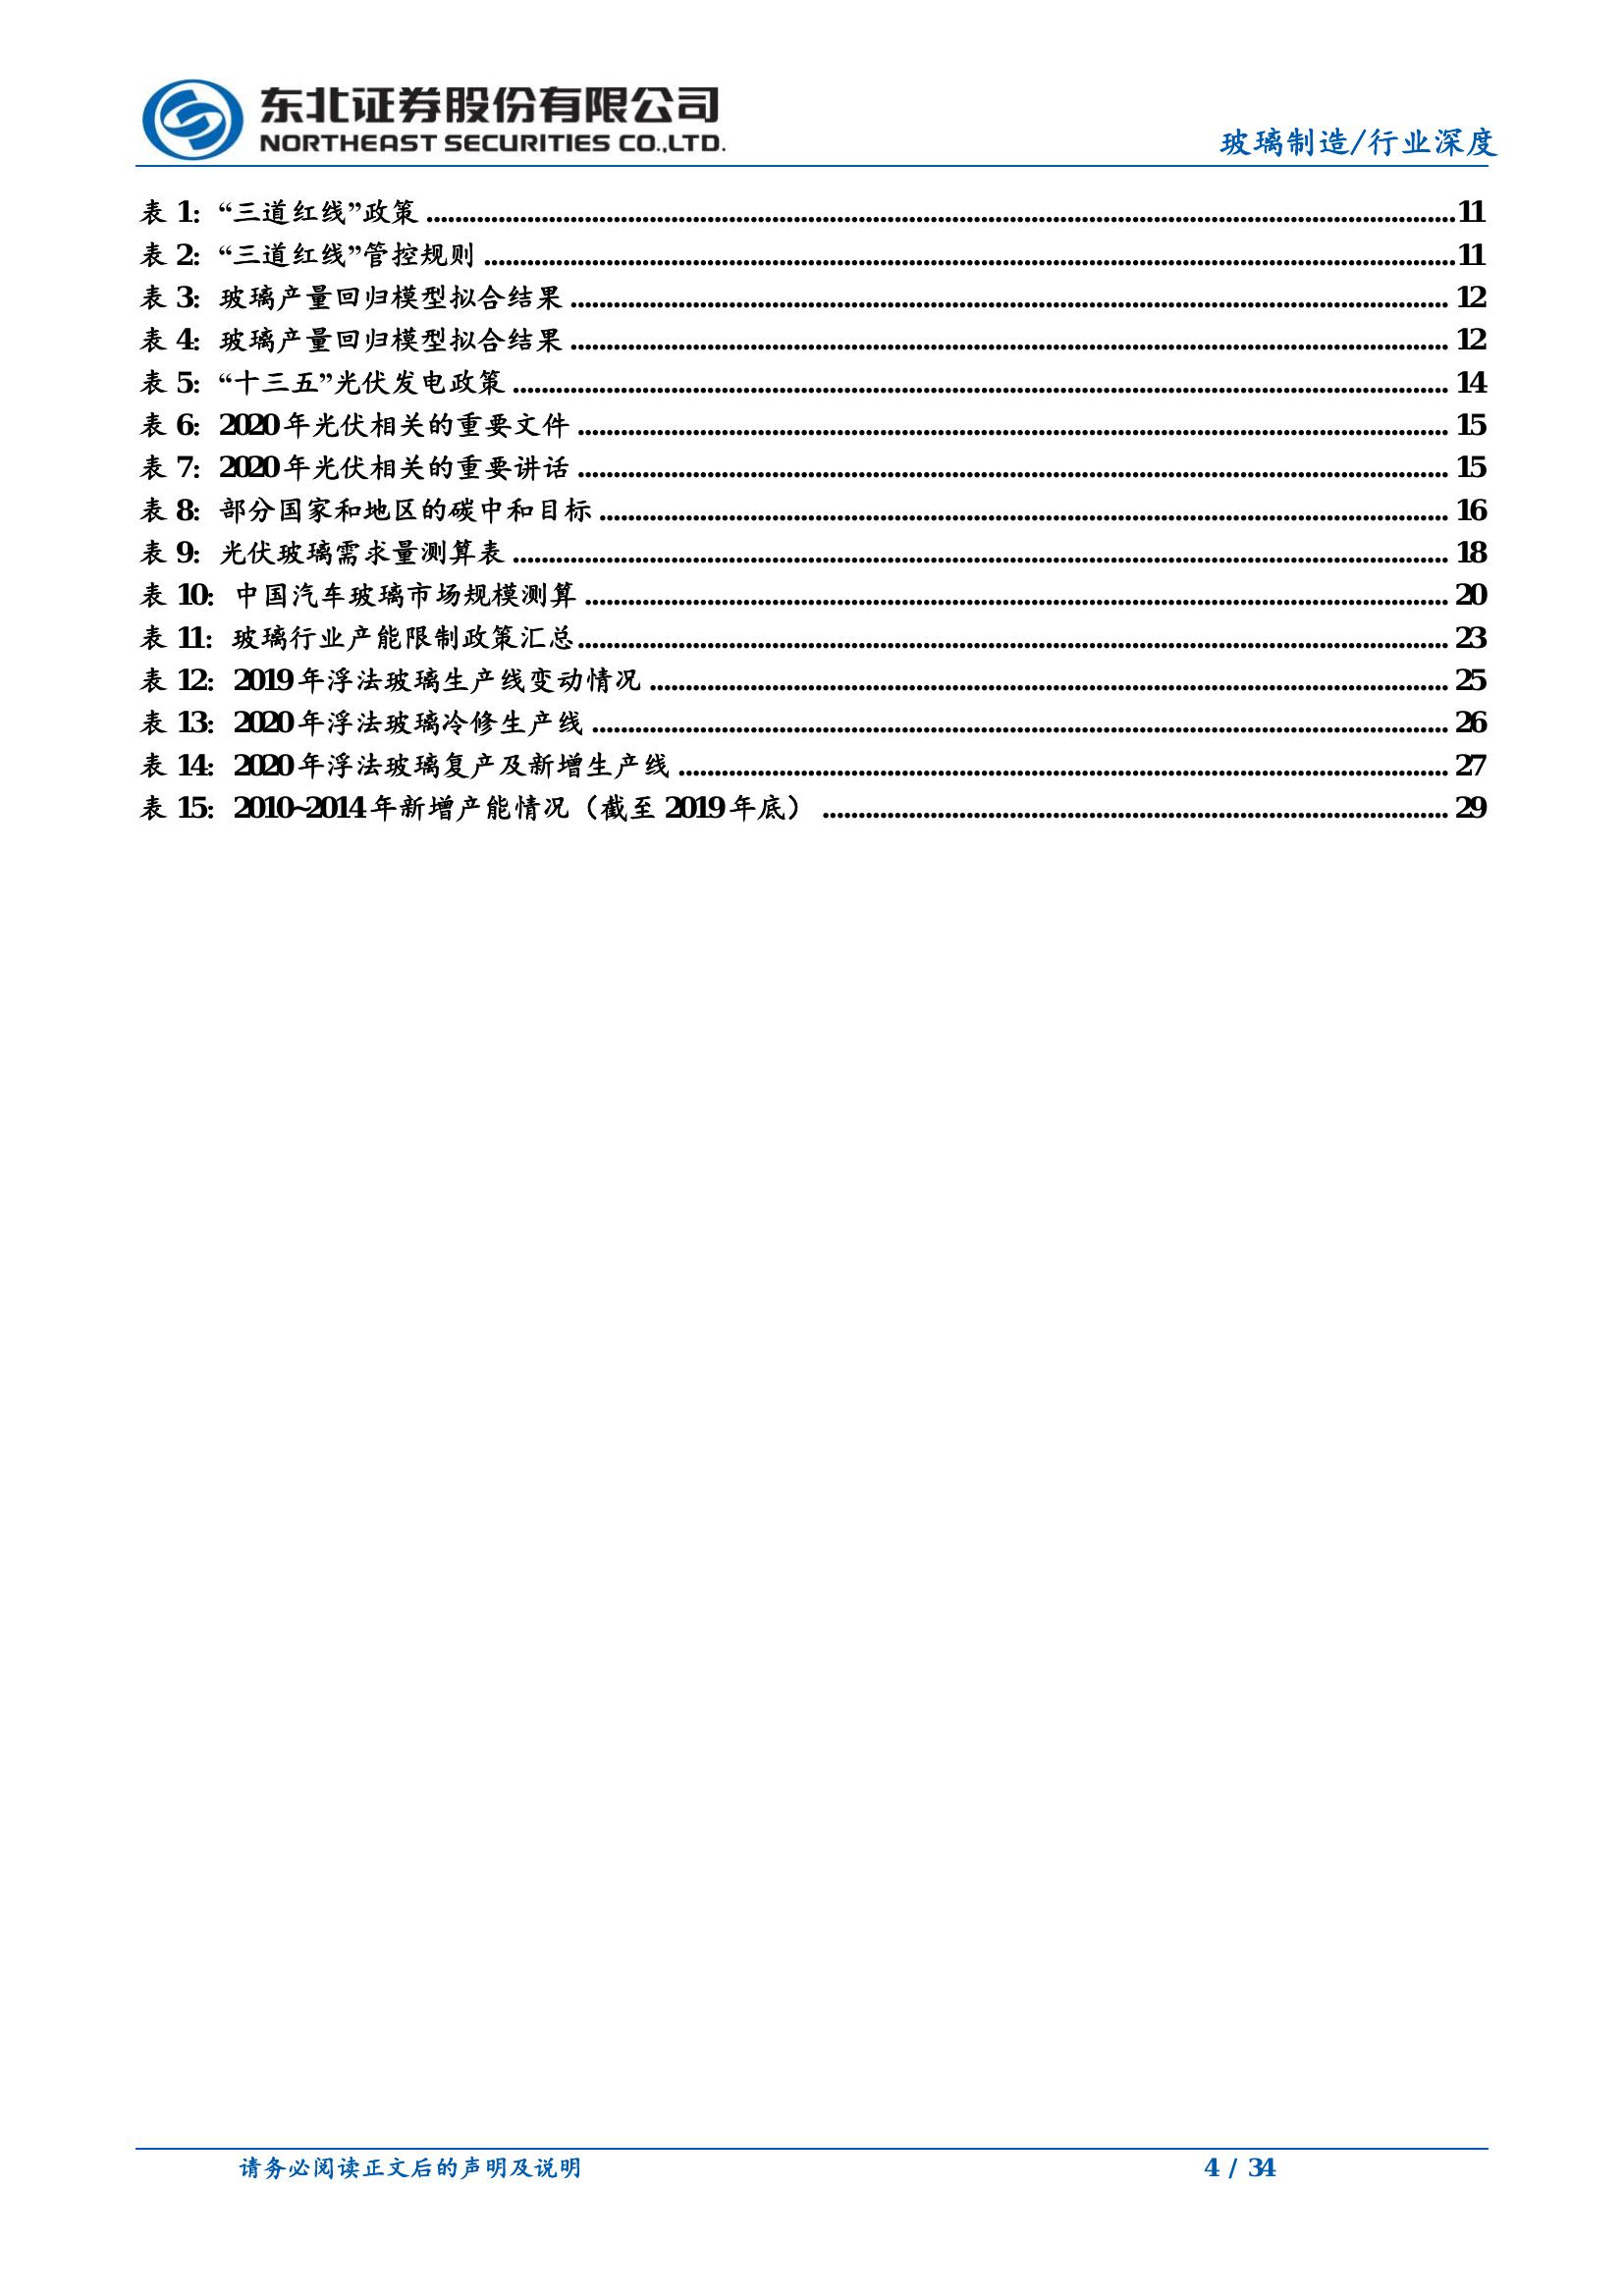 东北证券股份有限公司
NORTHEAST SECURITIES CO.,LTD.
玻璃制造/行业深度
表 1: “三道红线”政策 ........................................ 11
表 2: “三道红线”管控规则 ........................................ 11
表 3: 玻璃产量回归模型拟合结果 ........................................ 12
表 4: 玻璃产量回归模型拟合结果 ........................................ 12
表 5: “十三五”光伏发电政策 ........................................ 14
表 6: 2020 年光伏相关的重要文件 ........................................ 15
表 7: 2020 年光伏相关的重要讲话 ........................................ 15
表 8: 部分国家和地区的碳中和目标 ........................................ 16
表 9: 光伏玻璃需求量测算表 ........................................ 18
表 10: 中国汽车玻璃市场规模测算 ........................................ 20
表 11: 玻璃行业产能限制政策汇总 ........................................ 23
表 12: 2019 年浮法玻璃生产线变动情况 ........................................ 25
表 13: 2020 年浮法玻璃冷修生产线 ........................................ 26
表 14: 2020 年浮法玻璃复产及新增生产线 ........................................ 27
表 15: 2010~2014 年新增产能情况（截至 2019 年底） ........................................ 29
请务必阅读正文后的声明及说明
4 / 34